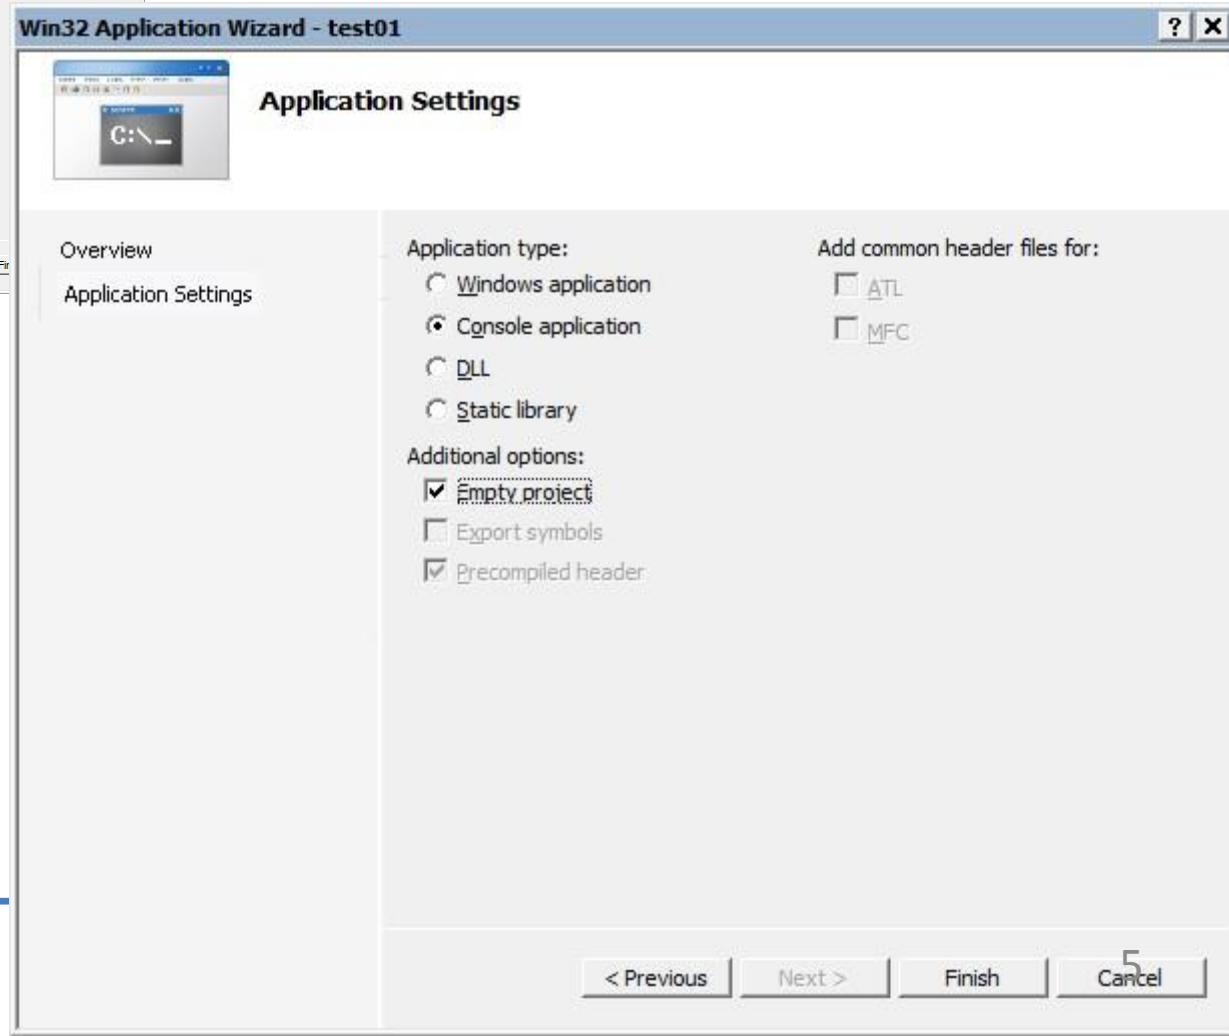 Win32 Application Wizard - test01
? X
C:\_
Application Settings
Fir
Overview
Application Settings
Application type:
Windows application
Console application
DLL
Static library
Additional options:
Empty project
Export symbols
Precompiled header
Add common header files for:
ATL
MFC
< Previous
Next >
Finish
Cancel
5